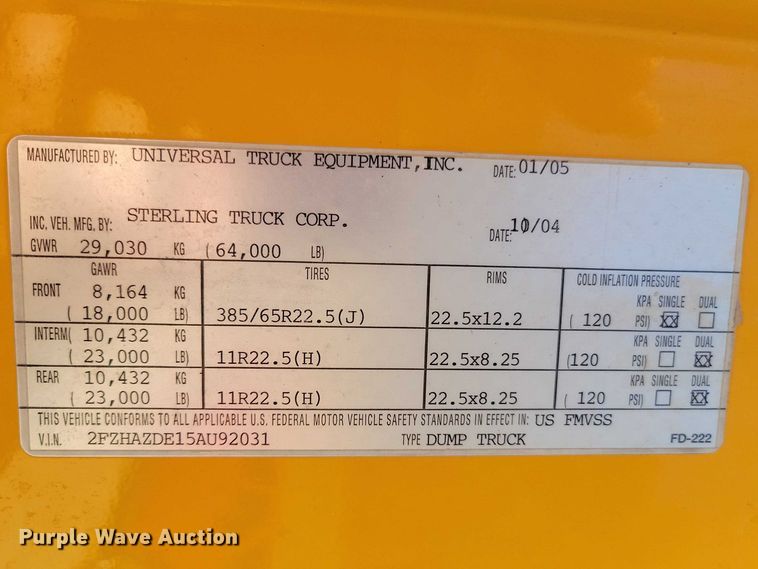 MANUFACTURED BY: UNIVERSAL TRUCK EQUIPMENT, INC. DATE: 01/05
INC. VEH. MFG. BY: STERLING TRUCK CORP. DATE: 10/04
GVWR 29,030 KG (64,000 LB)
GAWR TIRES RIMS COLD INFLATION PRESSURE
FRONT 8,164 KG KPA SINGLE DUAL
(18,000 LB) 385/65R22.5(J) 22.5x12.2 (120 PSI) XX
INTERM( 10,432 KG KPA SINGLE DUAL
(23,000 LB) 11R22.5(H) 22.5x8.25 (120 PSI) XX
REAR 10,432 KG KPA SINGLE DUAL
(23,000 LB) 11R22.5(H) 22.5x8.25 (120 PSI) XX
THIS VEHICLE CONFORMS TO ALL APPLICABLE U.S. FEDERAL MOTOR VEHICLE SAFETY STANDARDS IN EFFECT IN: US FMVSS
V.I.N. 2FZHAZDE15AU92031 TYPE DUMP TRUCK FD-222
Purple Wave Auction